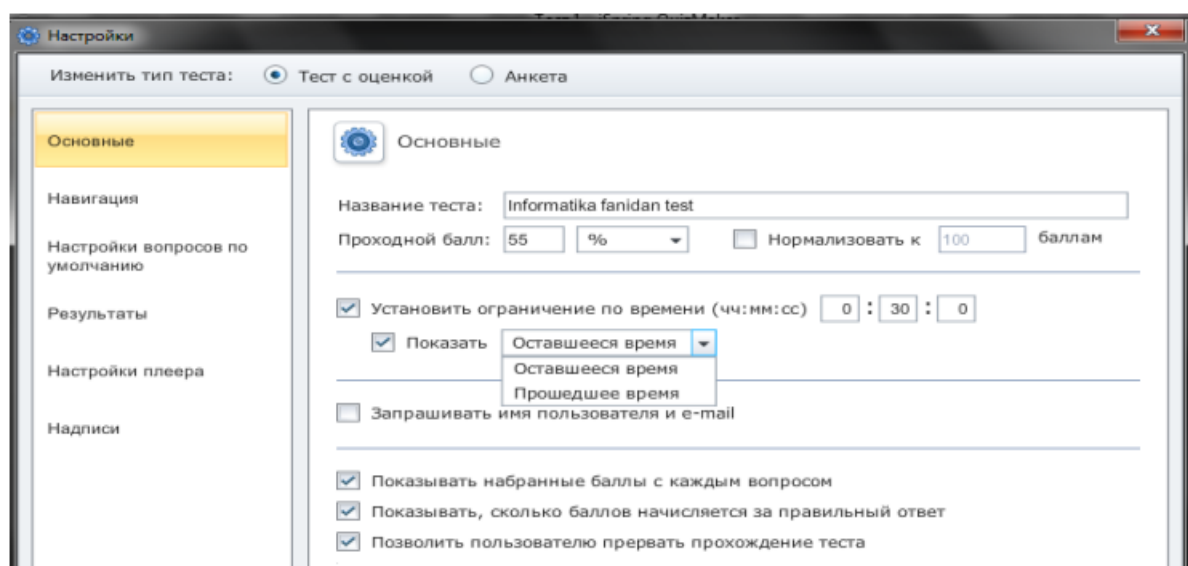 Настройки
Изменить тип теста: Тест с оценкой Анкета
Основные
Навигация
Настройки вопросов по
умолчанию
Результаты
Настройки плеера
Надписи
Основные
Название теста: Informatika fanidan test
Проходной балл: 55 % Нормализовать к 100 баллам
Установить ограничение по времени (чч:мм:сс) 0 : 30 : 0
Показать Оставшееся время
Оставшееся время
Прошедшее время
Запрашивать имя пользователя и e-mail
Показывать набранные баллы с каждым вопросом
Показывать, сколько баллов начисляется за правильный ответ
Позволить пользователю прервать прохождение теста